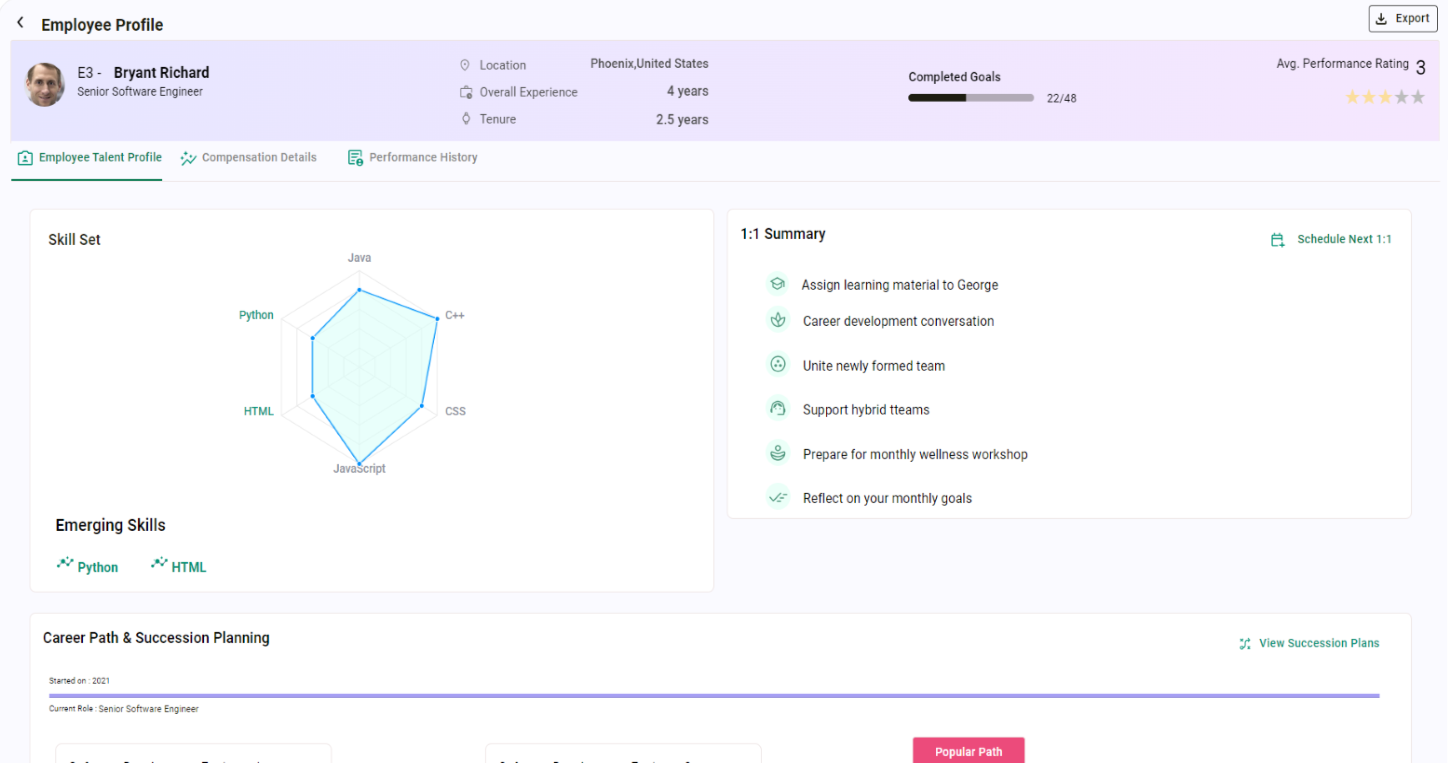 Employee Profile
Export
E3 - Bryant Richard
Senior Software Engineer
Location Phoenix,United States
Overall Experience 4 years
Tenure 2.5 years
Completed Goals
22/48
Avg. Performance Rating 3
Employee Talent Profile
Compensation Details
Performance History
Skill Set
Java
Python
C++
HTML
CSS
JavaScript
Emerging Skills
Python
HTML
1:1 Summary
Schedule Next 1:1
Assign learning material to George
Career development conversation
Unite newly formed team
Support hybrid tteams
Prepare for monthly wellness workshop
Reflect on your monthly goals
Career Path & Succession Planning
View Succession Plans
Started on : 2021
Current Role : Senior Software Engineer
Popular Path